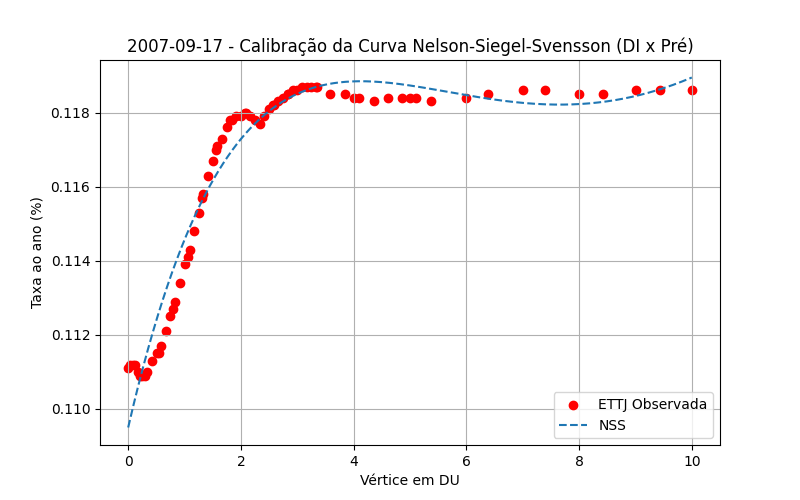 2007-09-17 - Calibração da Curva Nelson-Siegel-Svensson (DI x Pré)
Taxa ao ano (%)
0.118
0.116
0.114
0.112
0.110
ETTJ Observada
NSS
0 2 4 6 8 10
Vértice em DU